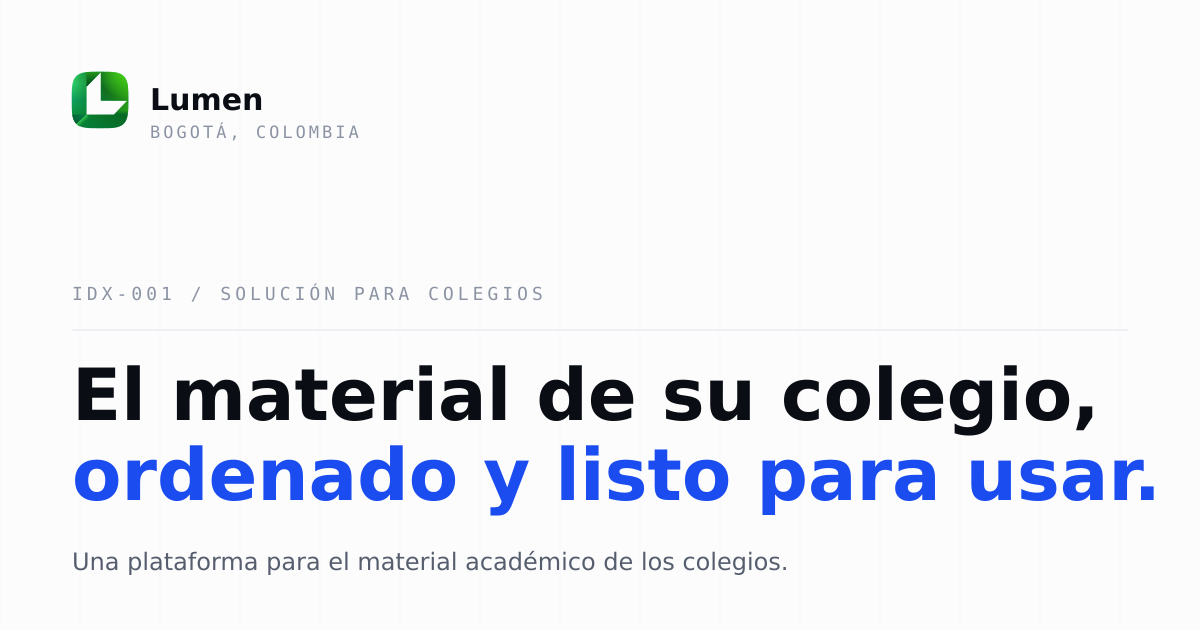 Lumen
BOGOTÁ, COLOMBIA
IDX-001 / SOLUCIÓN PARA COLEGIOS
El material de su colegio,
ordenado y listo para usar.
Una plataforma para el material académico de los colegios.